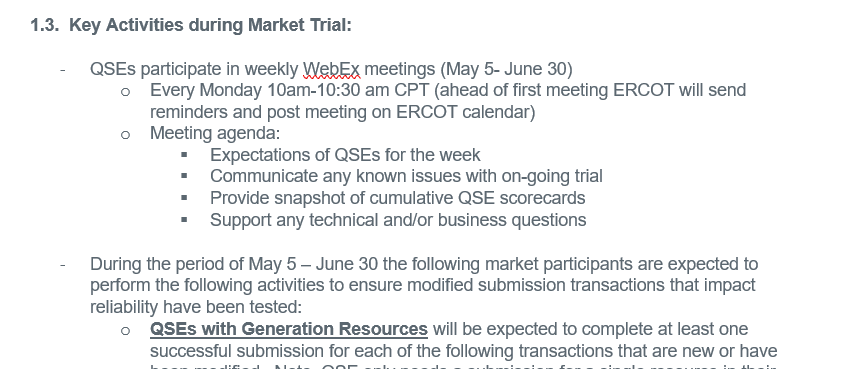 1.3. Key Activities during Market Trial:
- QSEs participate in weekly WebEx meetings (May 5- June 30)
o Every Monday 10am-10:30 am CPT (ahead of first meeting ERCOT will send
reminders and post meeting on ERCOT calendar)
o Meeting agenda:
▪ Expectations of QSEs for the week
▪ Communicate any known issues with on-going trial
▪ Provide snapshot of cumulative QSE scorecards
▪ Support any technical and/or business questions
- During the period of May 5 – June 30 the following market participants are expected to
perform the following activities to ensure modified submission transactions that impact
reliability have been tested:
o QSEs with Generation Resources will be expected to complete at least one
successful submission for each of the following transactions that are new or have